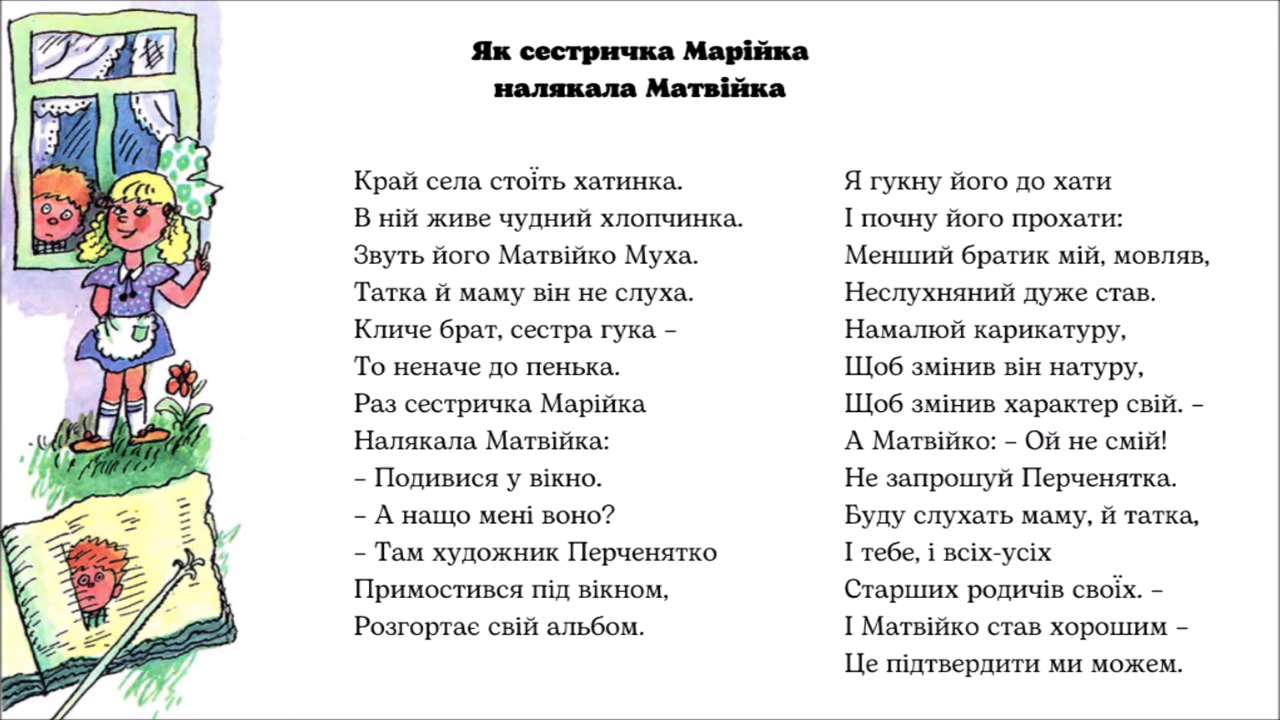 Як сестричка Марійка
налякала Матвійка
Край села стоїть хатинка.
В ній живе чудний хлопчинка.
Звуть його Матвійко Муха.
Татка й маму він не слуха.
Кличе брат, сестра гука –
То неначе до пенька.
Раз сестричка Марійка
Налякала Матвійка:
– Подивися у вікно.
– А нащо мені воно?
– Там художник Перченятко
Примостився під вікном,
Розгортає свій альбом.
Я гукну його до хати
І почну його прохати:
Менший братик мій, мовляв,
Неслухняний дуже став.
Намалюй карикатуру,
Щоб змінив він натуру,
Щоб змінив характер свій. –
А Матвійко: – Ой не смій!
Не запрошуй Перченятка.
Буду слухать маму, й татка,
І тебе, і всіх-усіх
Старших родичів своїх. –
І Матвійко став хорошим –
Це підтвердити ми можем.